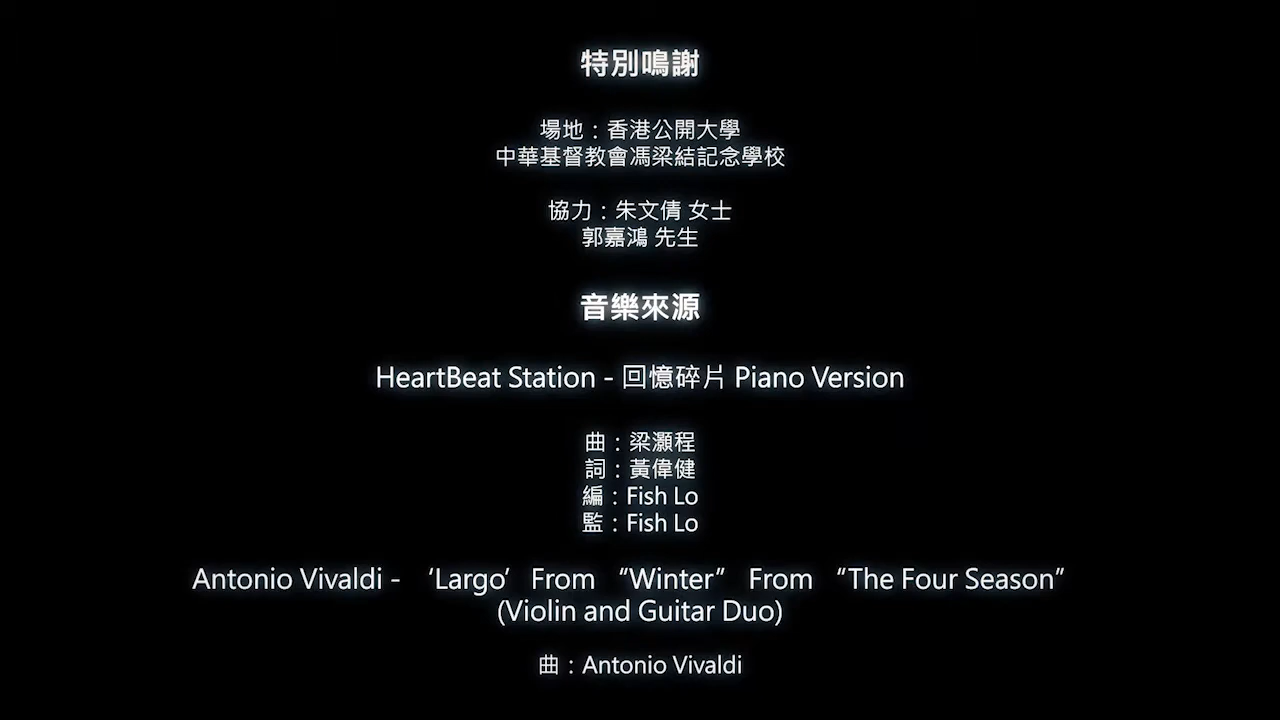 特別鳴謝
場地：香港公開大學
中華基督教會馮梁結記念學校
協力：朱文倩 女士
郭嘉鴻 先生
音樂來源
HeartBeat Station - 回憶碎片 Piano Version
曲：梁灝程
詞：黃偉健
編：Fish Lo
監：Fish Lo
Antonio Vivaldi - ‘Largo’ From “Winter” From “The Four Season”
(Violin and Guitar Duo)
曲：Antonio Vivaldi